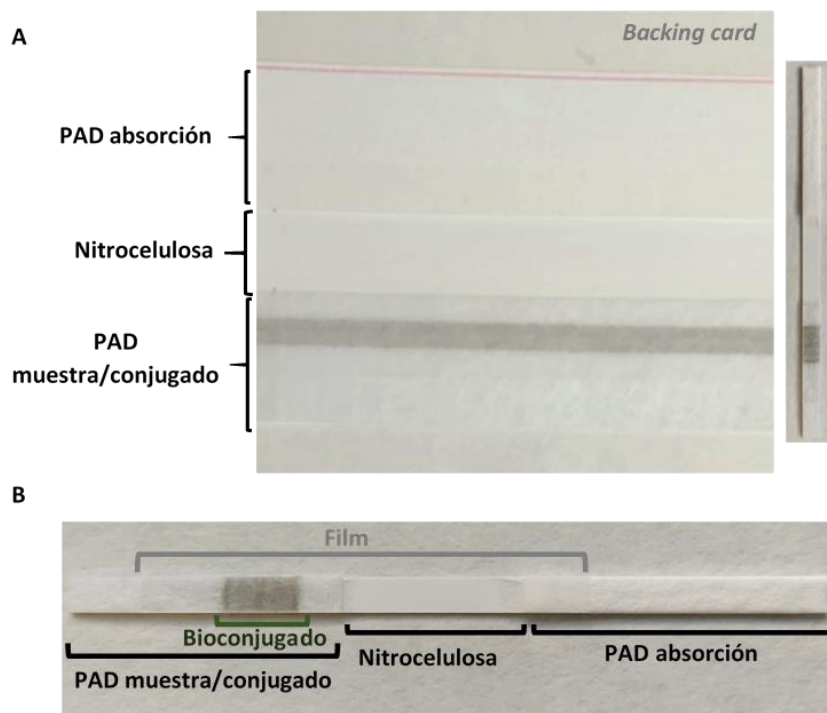 A
Backing card
PAD absorción
Nitrocelulosa
PAD
muestra/conjugado
B
Film
Bioconjugado
PAD muestra/conjugado
Nitrocelulosa
PAD absorción